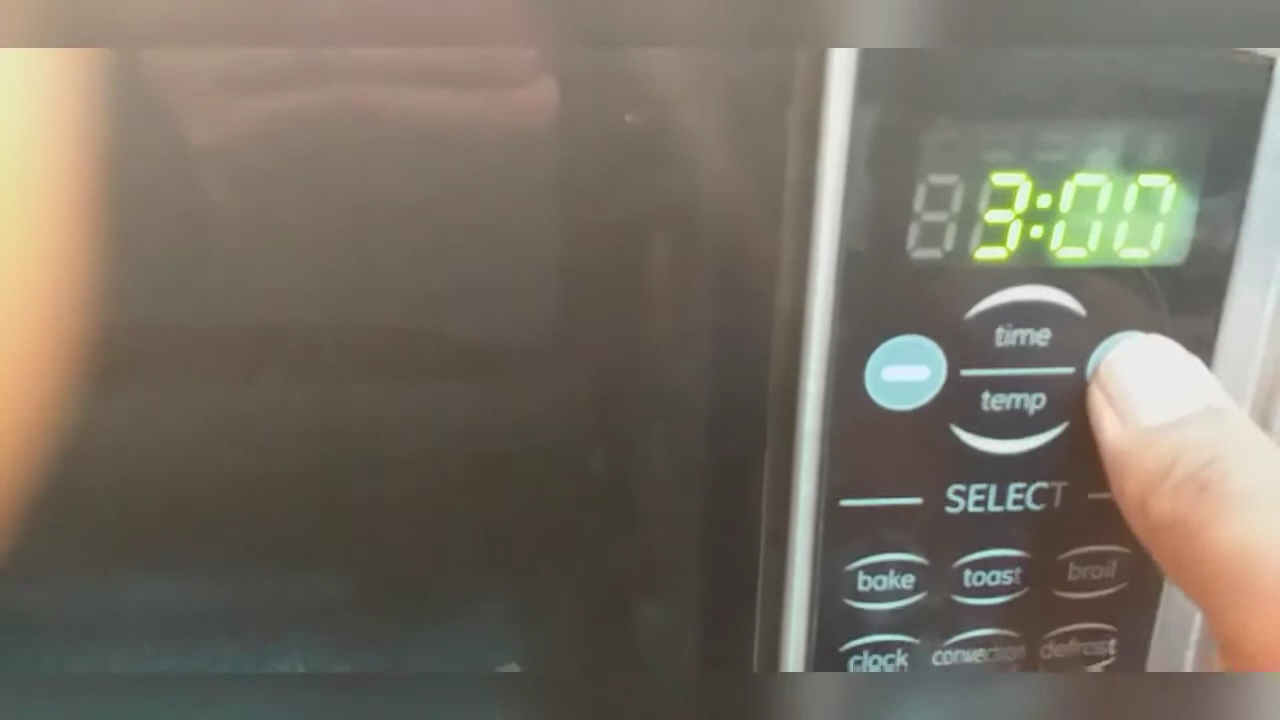 3:00
time
temp
SELECT
bake toast broil
clock convection defrost